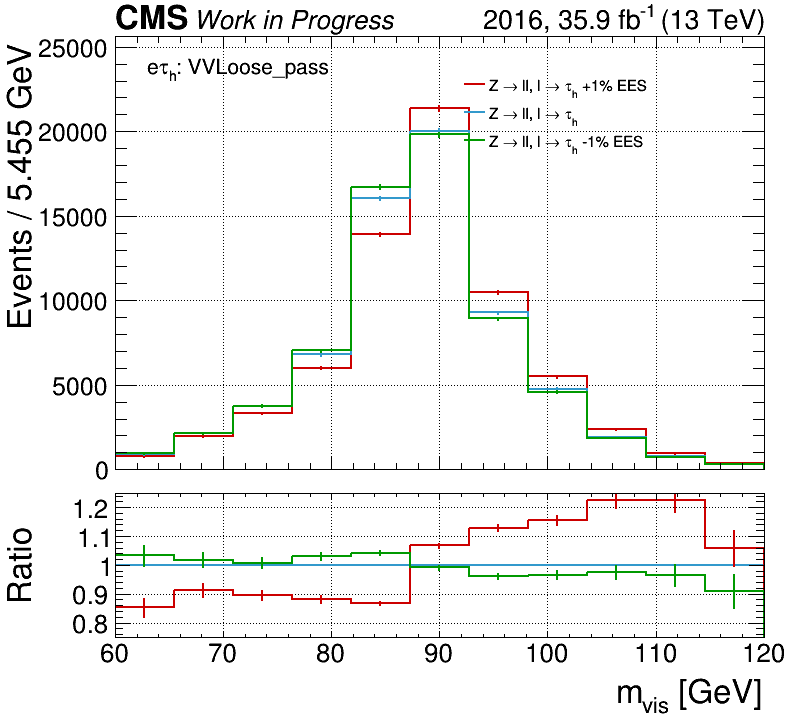 CMS Work in Progress 2016, 35.9 fb⁻¹ (13 TeV)
eτₕ: VVLoose_pass
Z → ll, l → τₕ +1% EES
Z → ll, l → τₕ
Z → ll, l → τₕ -1% EES
Events / 5.455 GeV
25000
20000
15000
10000
5000
0
Ratio
1.2
1.1
1
0.9
0.8
60 70 80 90 100 110 120
m_vis [GeV]